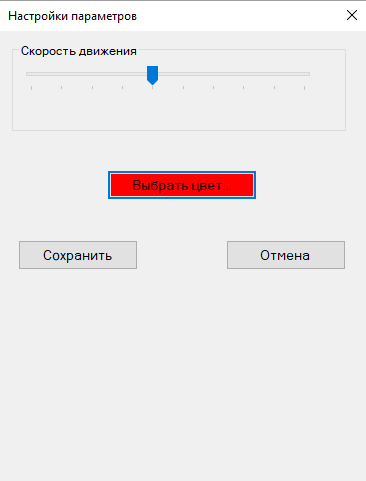 Настройки параметров
Скорость движения
Выбрать цвет...
Сохранить
Отмена